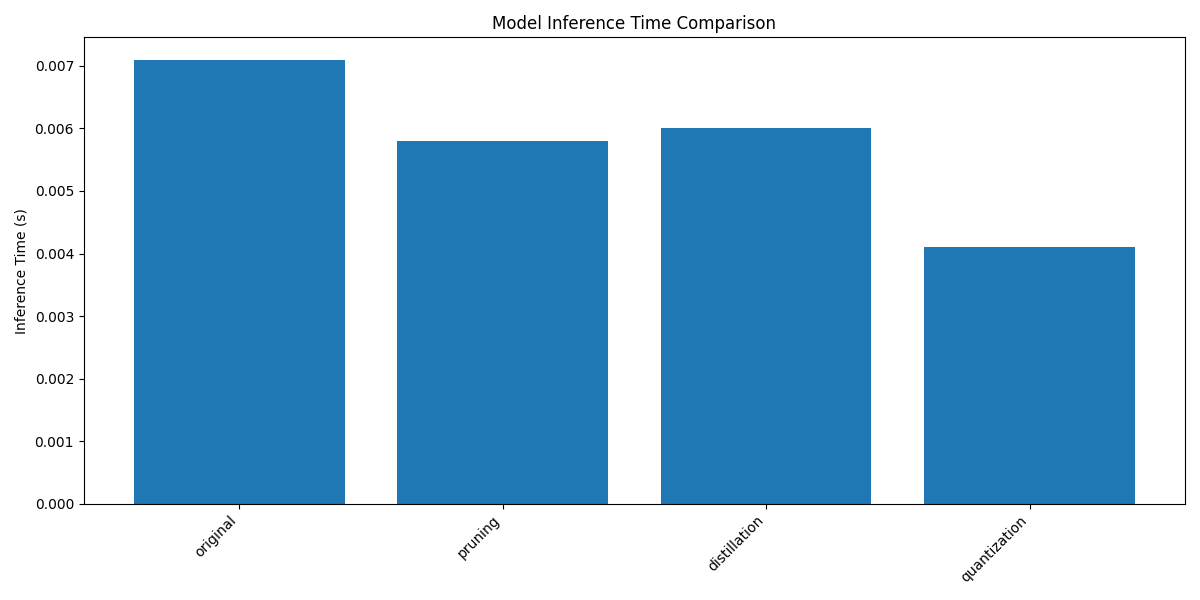 Model Inference Time Comparison
Inference Time (s)
0.007
0.006
0.005
0.004
0.003
0.002
0.001
0.000
original
pruning
distillation
quantization